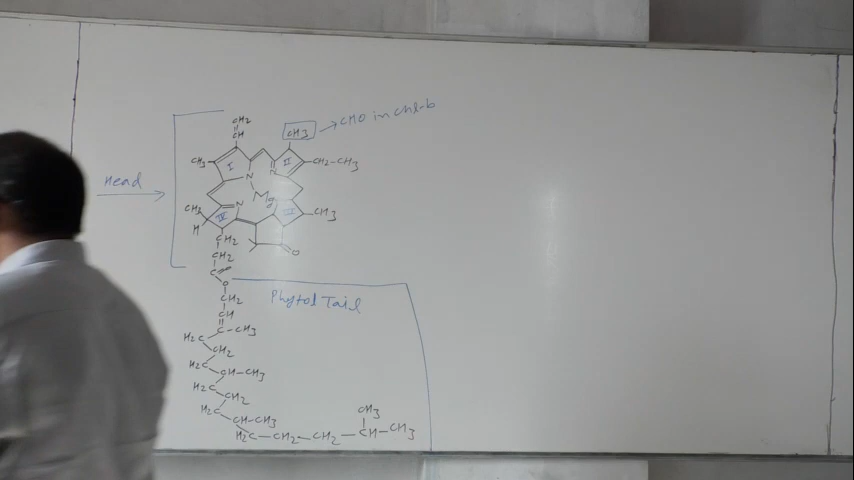 CH2
CH
CH3 → CHO in Chl-b
CH3 I II CH2-CH3
N N
Mg
N
CH3 IV III CH3
H
CH2
CH2
C
O
O
Head
Phytol Tail
CH2
CH
C-CH3
H2C
CH2
H2C
CH-CH3
H2C
CH2
H2C
CH-CH3
CH3
H2C-CH2-CH2-CH-CH3